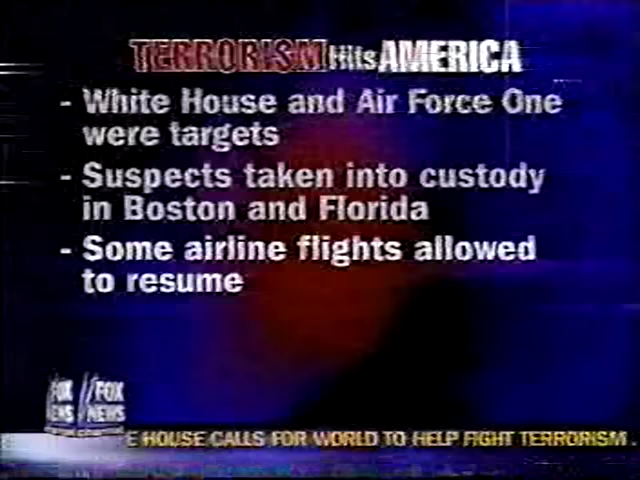 TERRORISM Hits AMERICA
- White House and Air Force One
were targets
- Suspects taken into custody
in Boston and Florida
- Some airline flights allowed
to resume
FOX FOX
NEWS
E HOUSE CALLS FOR WORLD TO HELP FIGHT TERRORISM .